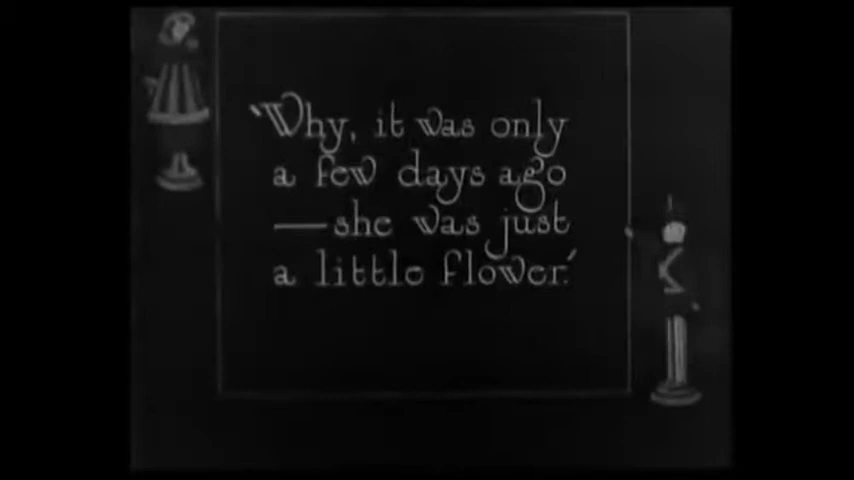 'Why, it was only
a few days ago
—she was just
a little flower.'